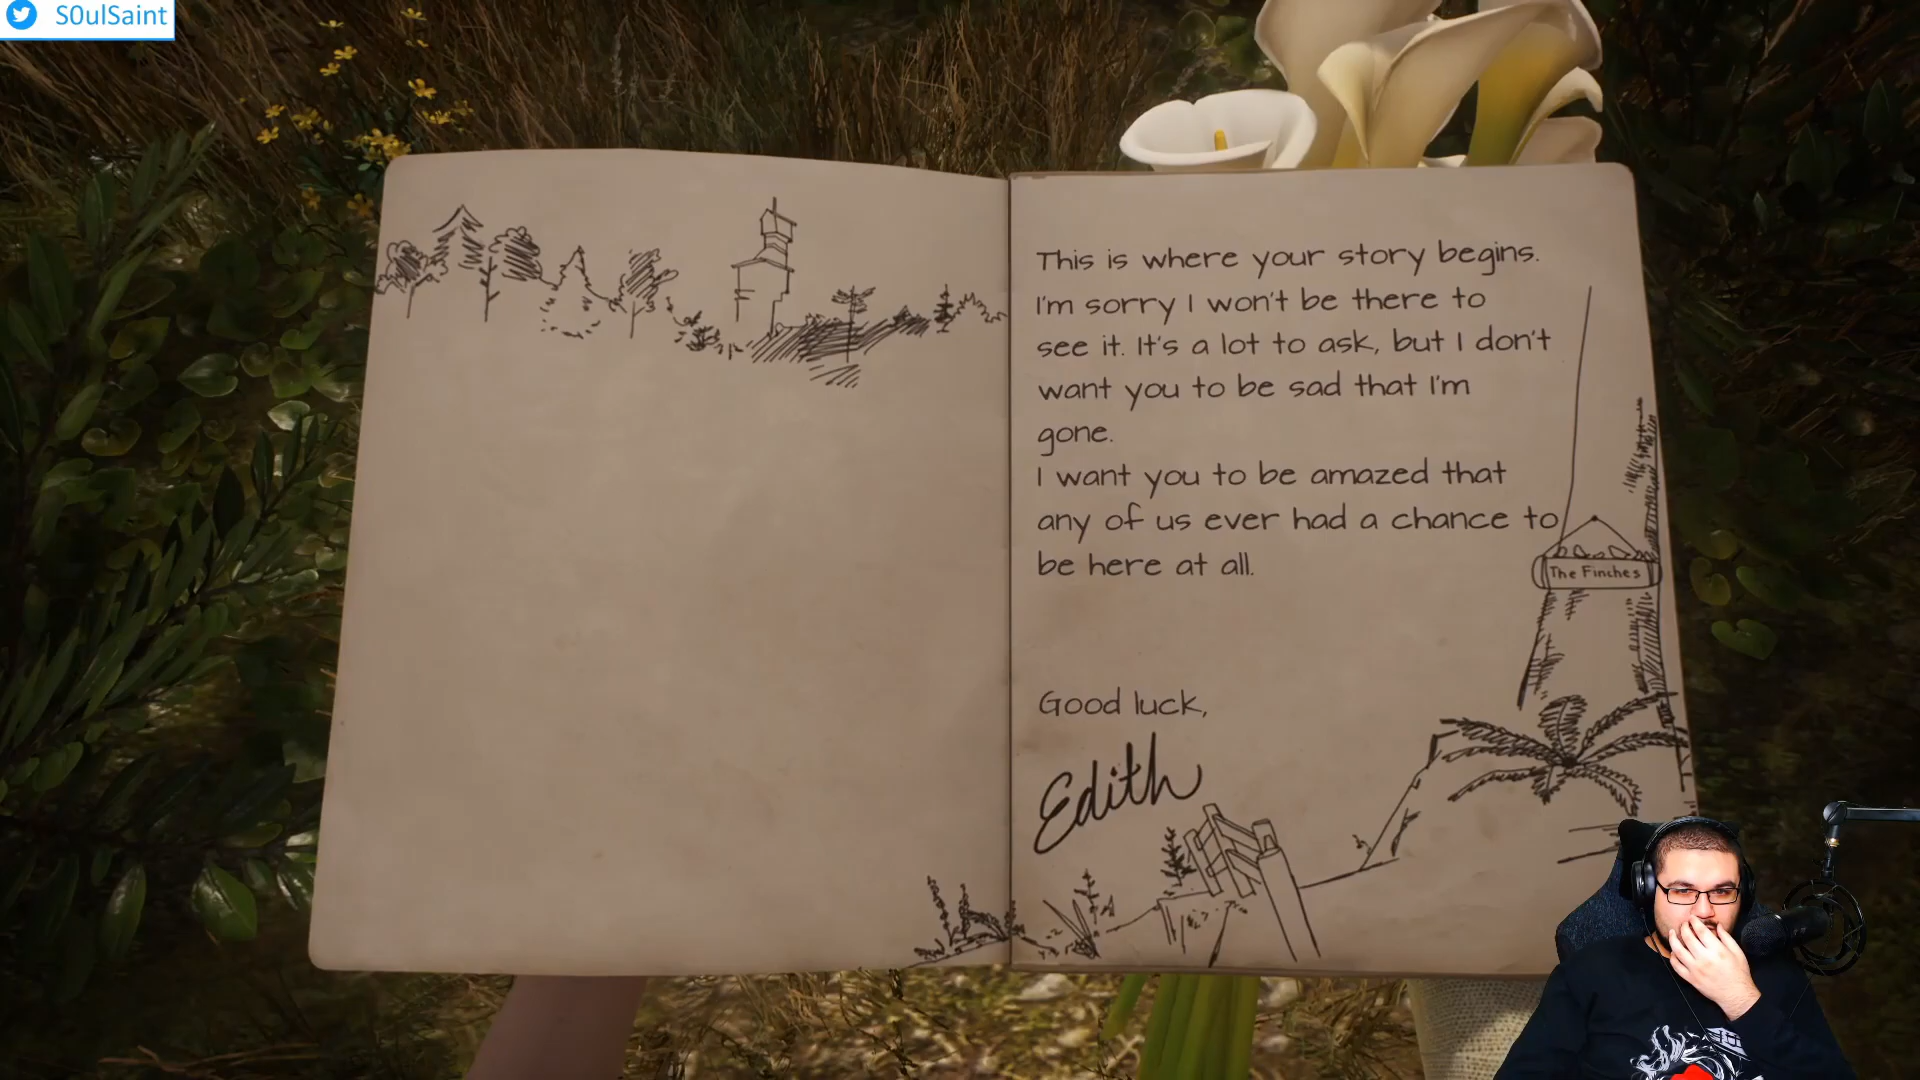 S0ulSaint
This is where your story begins.
I'm sorry I won't be there to
see it. It's a lot to ask, but I don't
want you to be sad that I'm
gone.
I want you to be amazed that
any of us ever had a chance to
be here at all.
The Finches
Good luck,
Edith